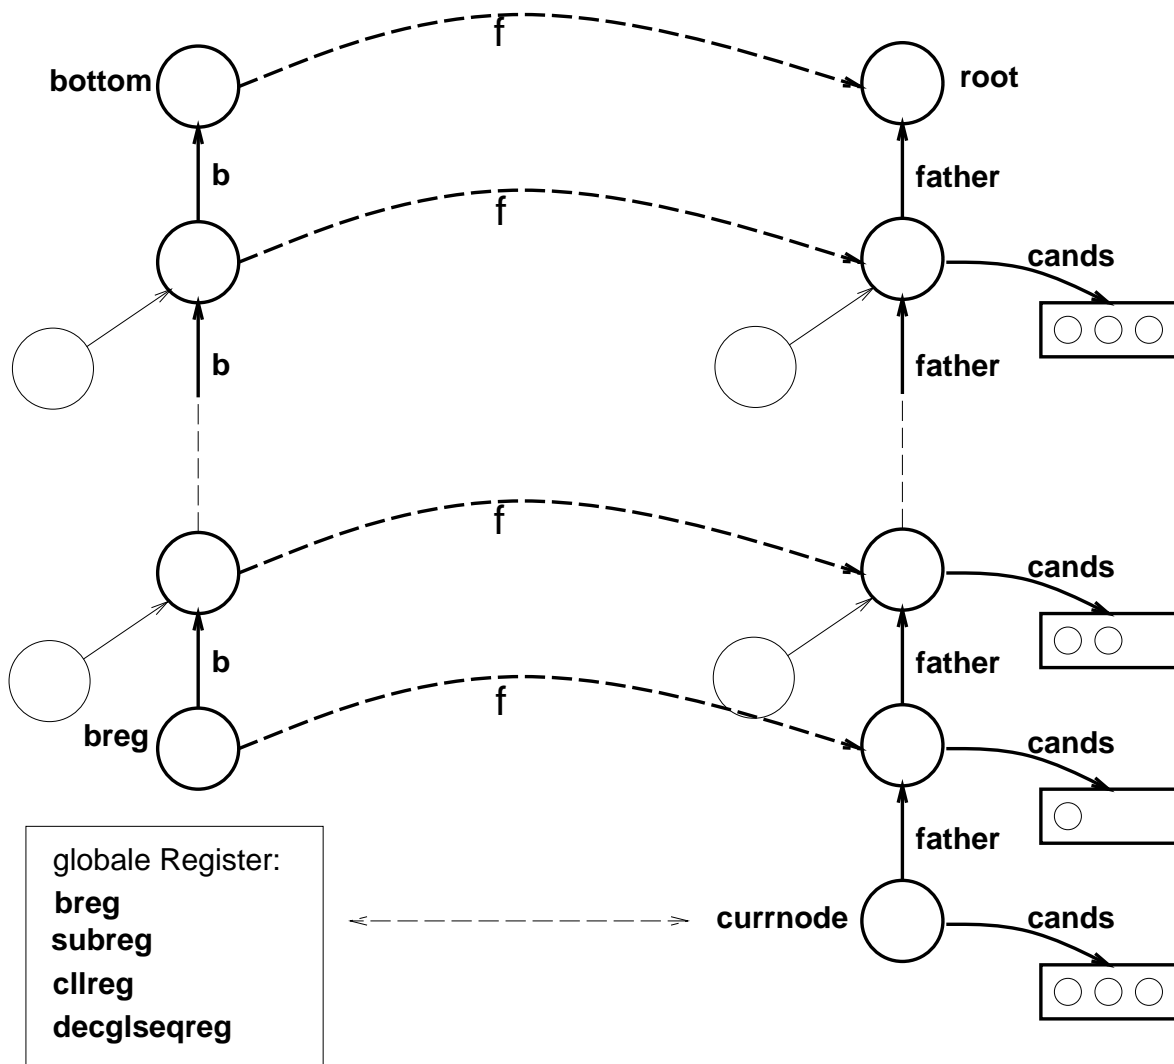 f
bottom
root
b
father
f
cands
b
father
f
cands
b
father
f
breg
cands
father
globale Register:
breg
subreg
cllreg
decglseqreg
currnode
cands